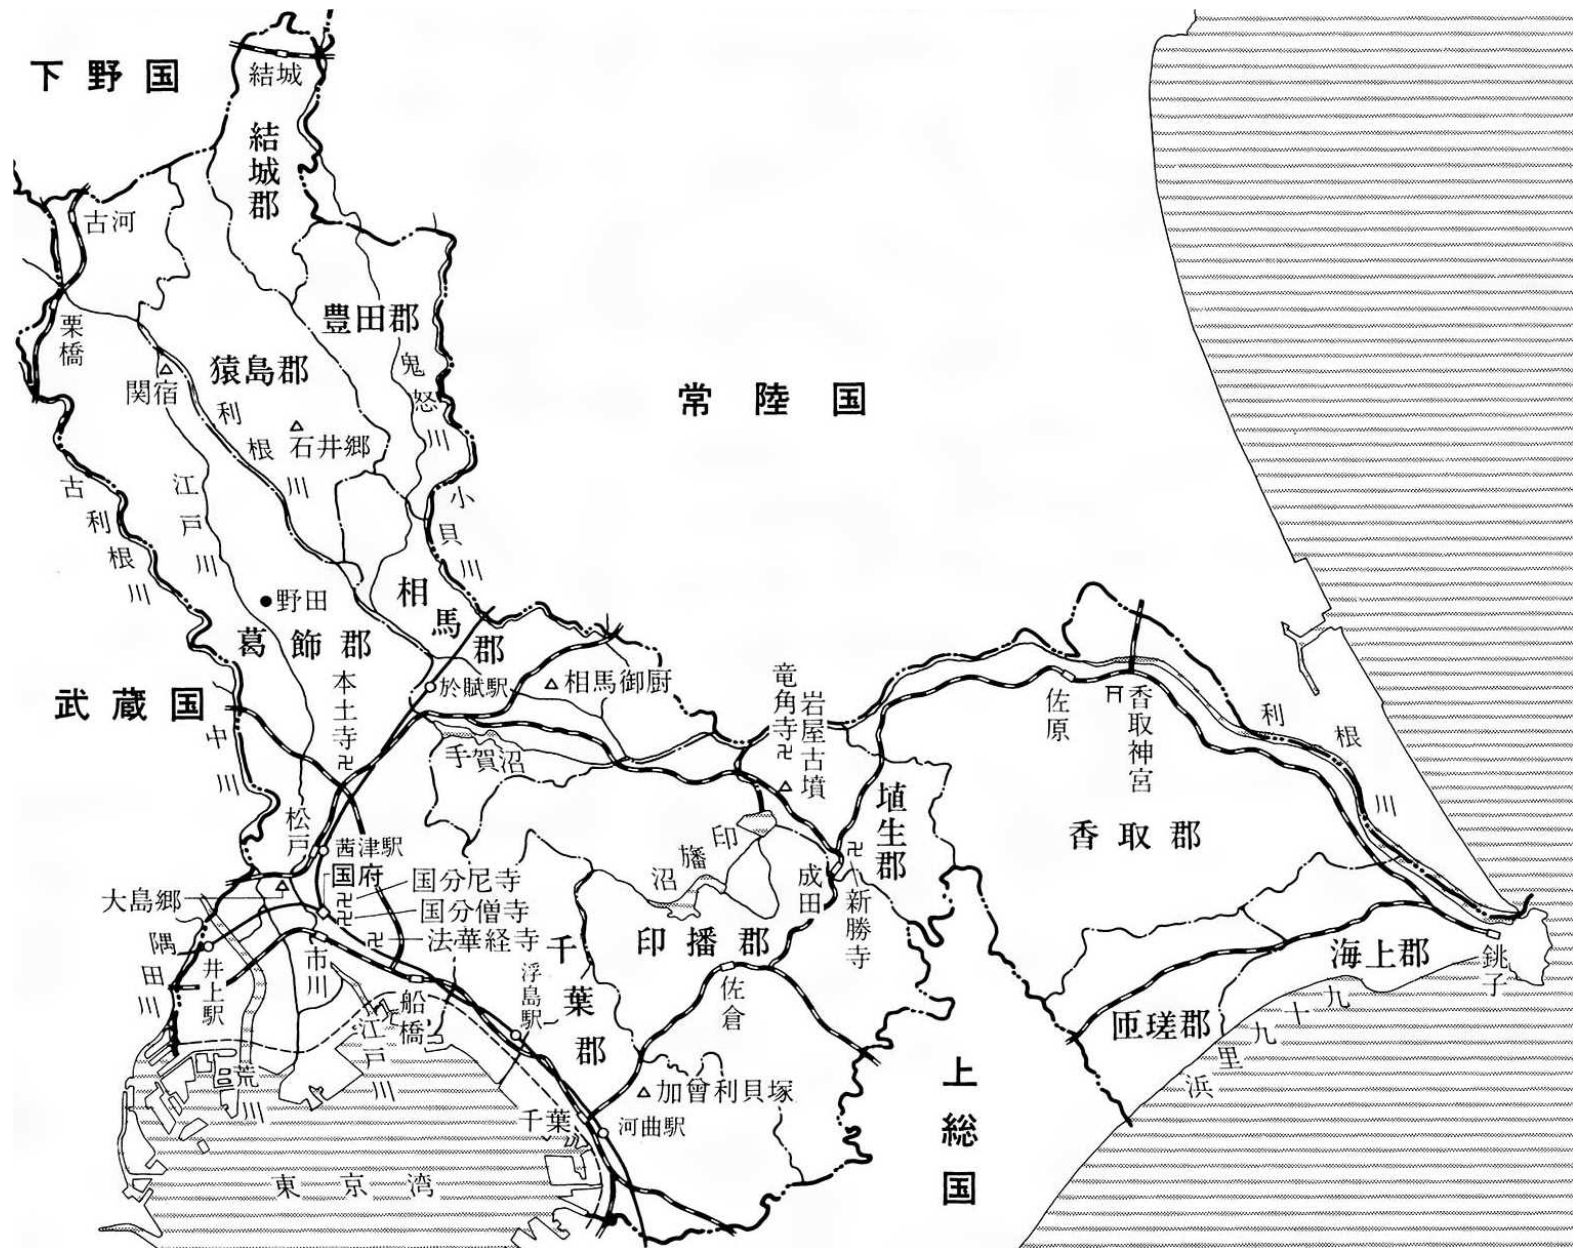 下野国
結城
結城郡
古河
栗橋
豊田郡
猿島郡
関宿
鬼怒川
常陸国
利根川
石井郷
江戸川
古利根川
小貝川
相馬郡
野田
葛飾郡
武蔵国
本土寺
卍
於賦駅
相馬御厨
竜角寺
卍
岩屋古墳
佐原
香取神宮
利根川
中川
手賀沼
埴生郡
香取郡
松戸
茜津駅
印旛沼
国府
大島郷
国分尼寺
卍
国分僧寺
卍
法華経寺
卍
成田
卍
新勝寺
印播郡
千葉郡
隅田川
井上駅
市川
船橋
浮島駅
佐倉
海上郡
銚子
匝瑳郡
九十九里浜
江戸川
荒川
加曾利貝塚
上総国
千葉
河曲駅
東京湾